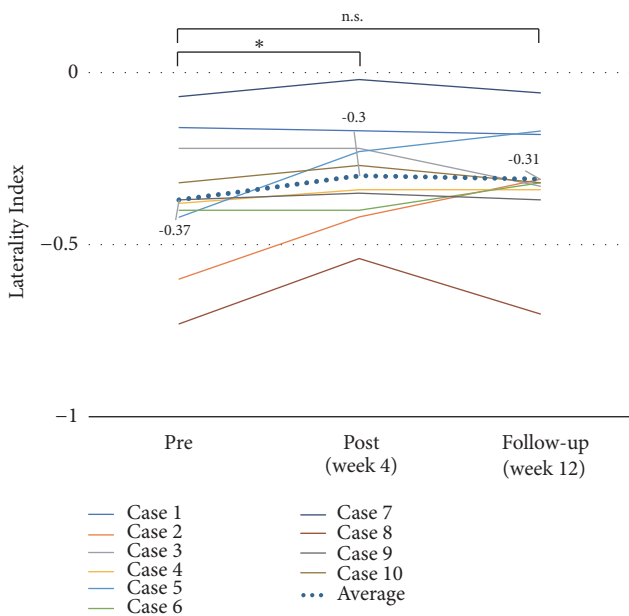 n.s.
*
0
-0.3
-0.31
-0.37
−0.5
Laterality Index
−1
Pre
Post
(week 4)
Follow-up
(week 12)
Case 1
Case 2
Case 3
Case 4
Case 5
Case 6
Case 7
Case 8
Case 9
Case 10
Average